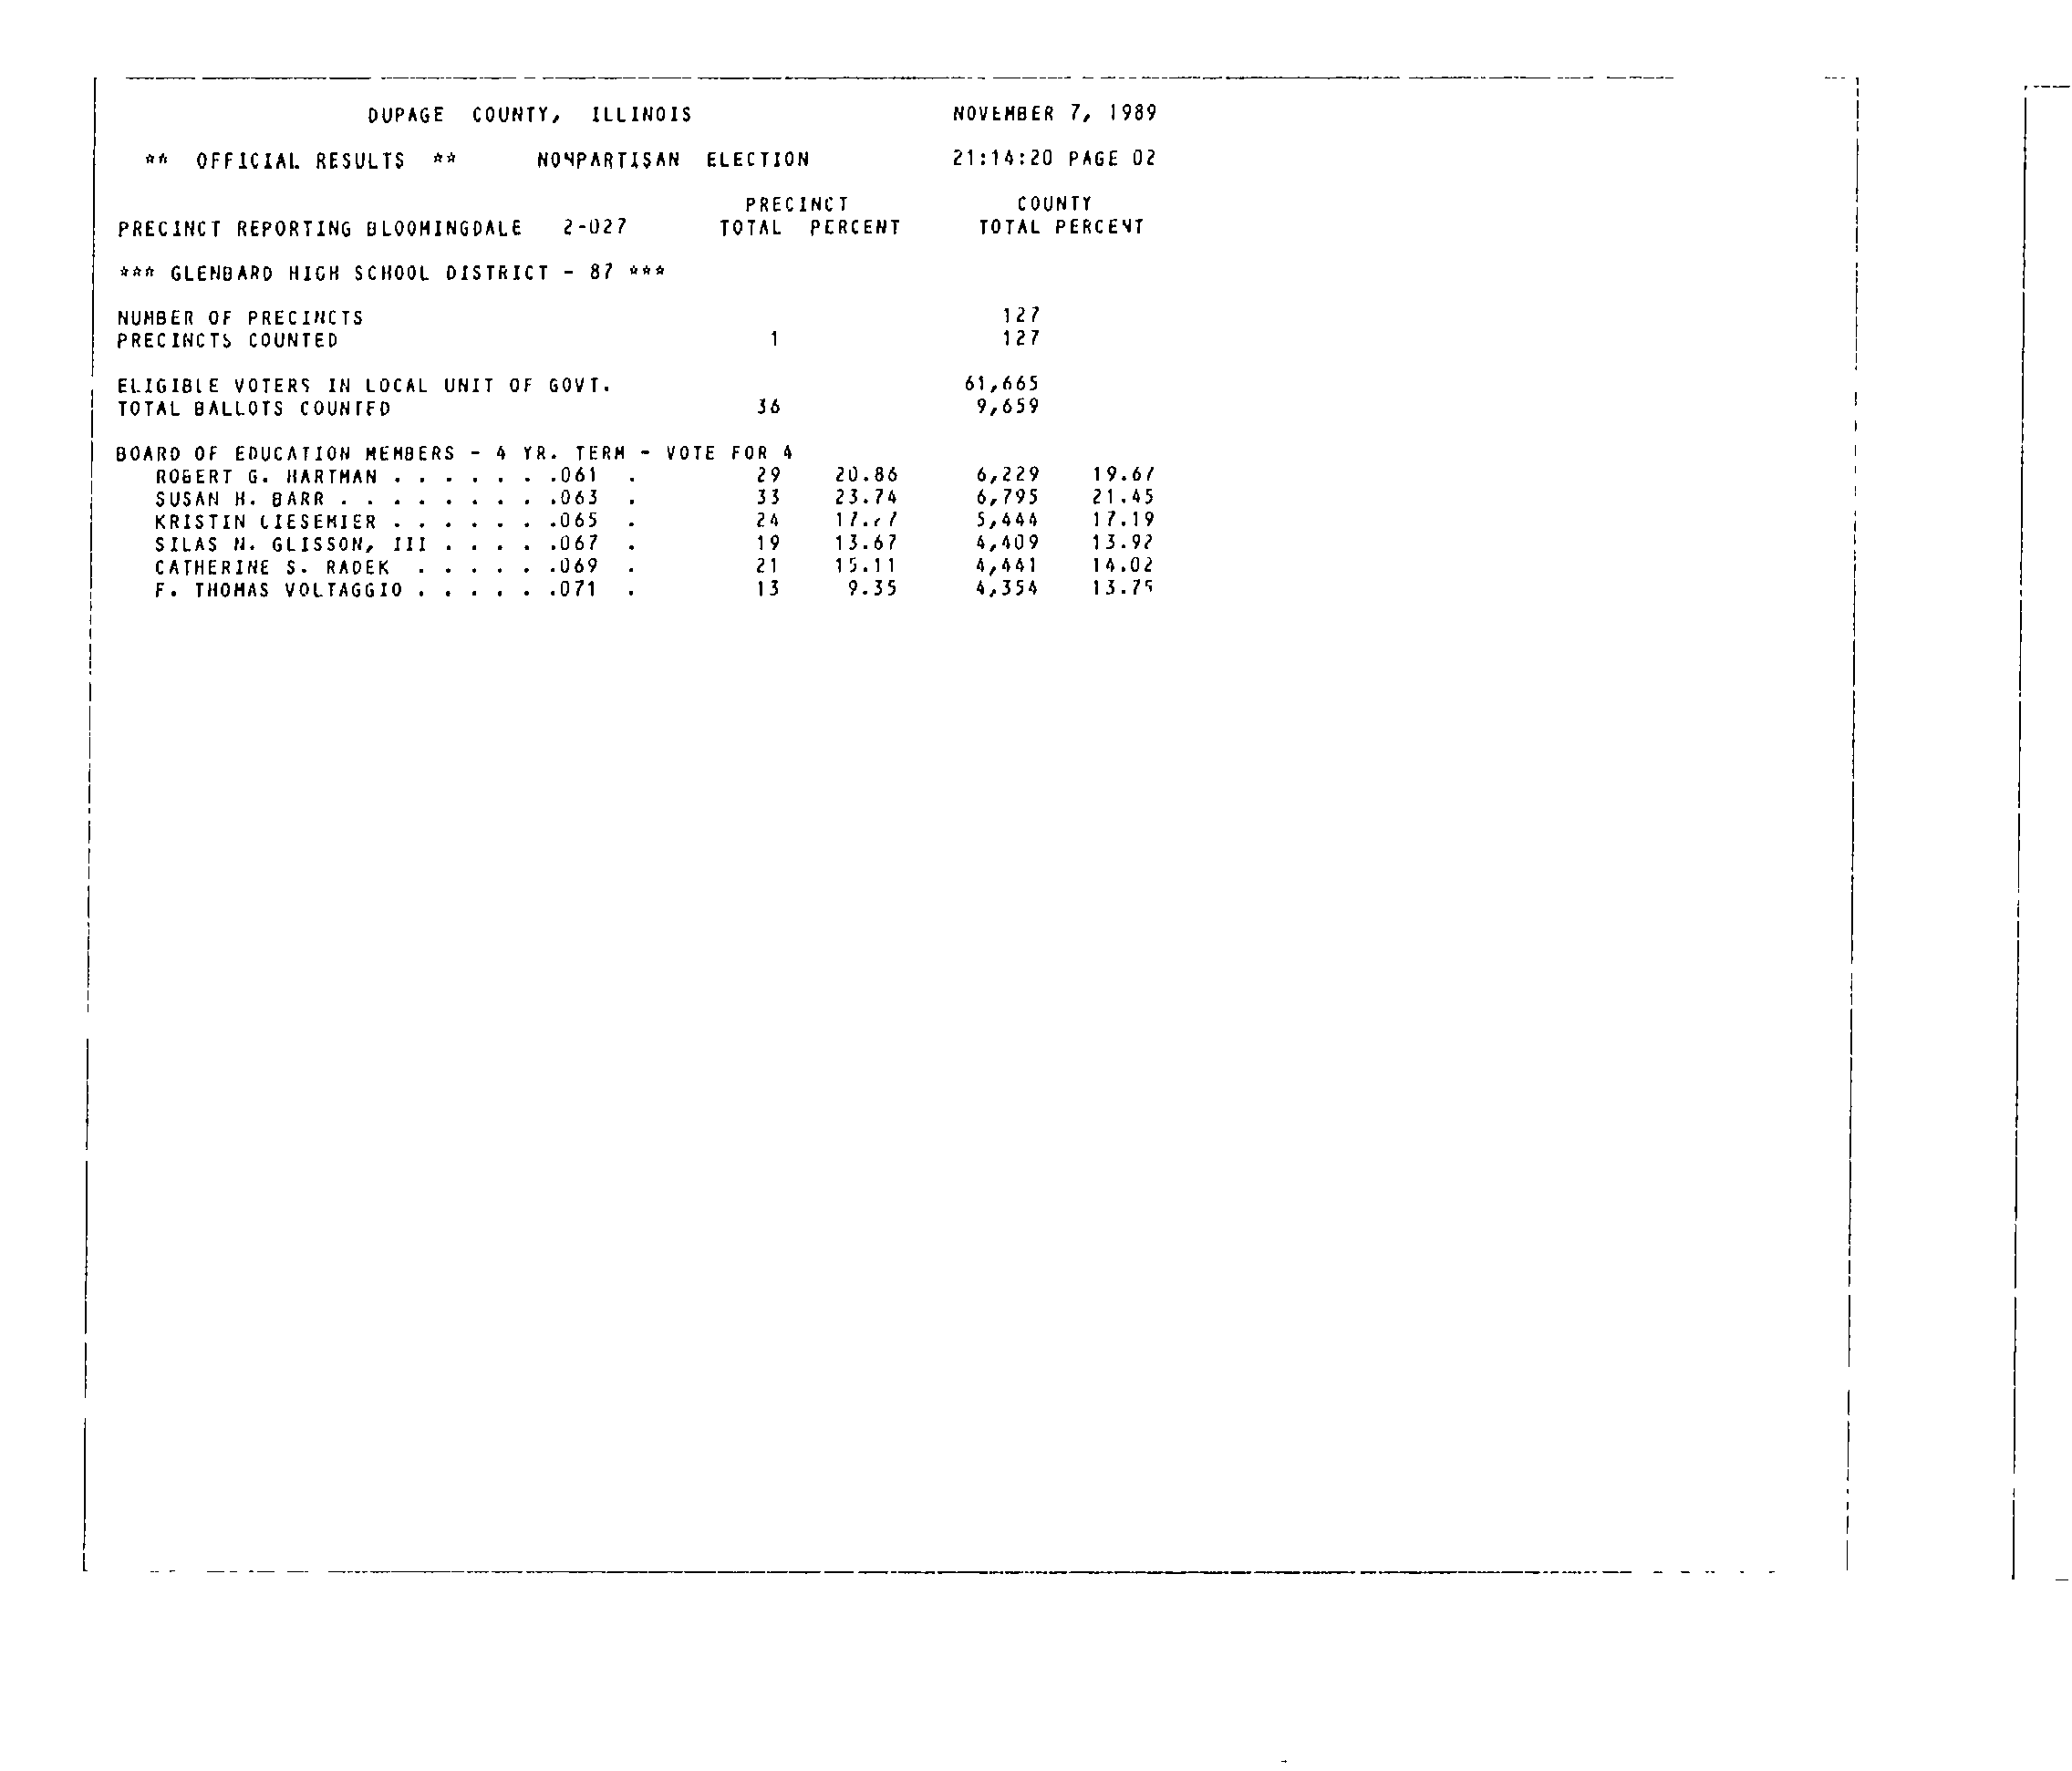 DUPAGE COUNTY, ILLINOIS NOVEMBER 7, 1989
** OFFICIAL RESULTS ** NONPARTISAN ELECTION 21:14:20 PAGE 02
PRECINCT COUNTY
PRECINCT REPORTING BLOOMINGDALE 2-027 TOTAL PERCENT TOTAL PERCENT
*** GLENBARD HIGH SCHOOL DISTRICT - 87 ***
NUMBER OF PRECINCTS 127
PRECINCTS COUNTED 1 127
ELIGIBLE VOTERS IN LOCAL UNIT OF GOVT. 61,665
TOTAL BALLOTS COUNTED 36 9,659
BOARD OF EDUCATION MEMBERS - 4 YR. TERM - VOTE FOR 4
ROBERT G. HARTMAN . . . . . . .061 . 29 20.86 6,229 19.67
SUSAN H. BARR . . . . . . . . .063 . 33 23.74 6,795 21.45
KRISTIN LIESEMIER . . . . . . .065 . 24 17.27 5,444 17.19
SILAS N. GLISSON, III . . . . .067 . 19 13.67 4,409 13.92
CATHERINE S. RADEK . . . . . .069 . 21 15.11 4,441 14.02
F. THOMAS VOLTAGGIO . . . . . .071 . 13 9.35 4,354 13.75